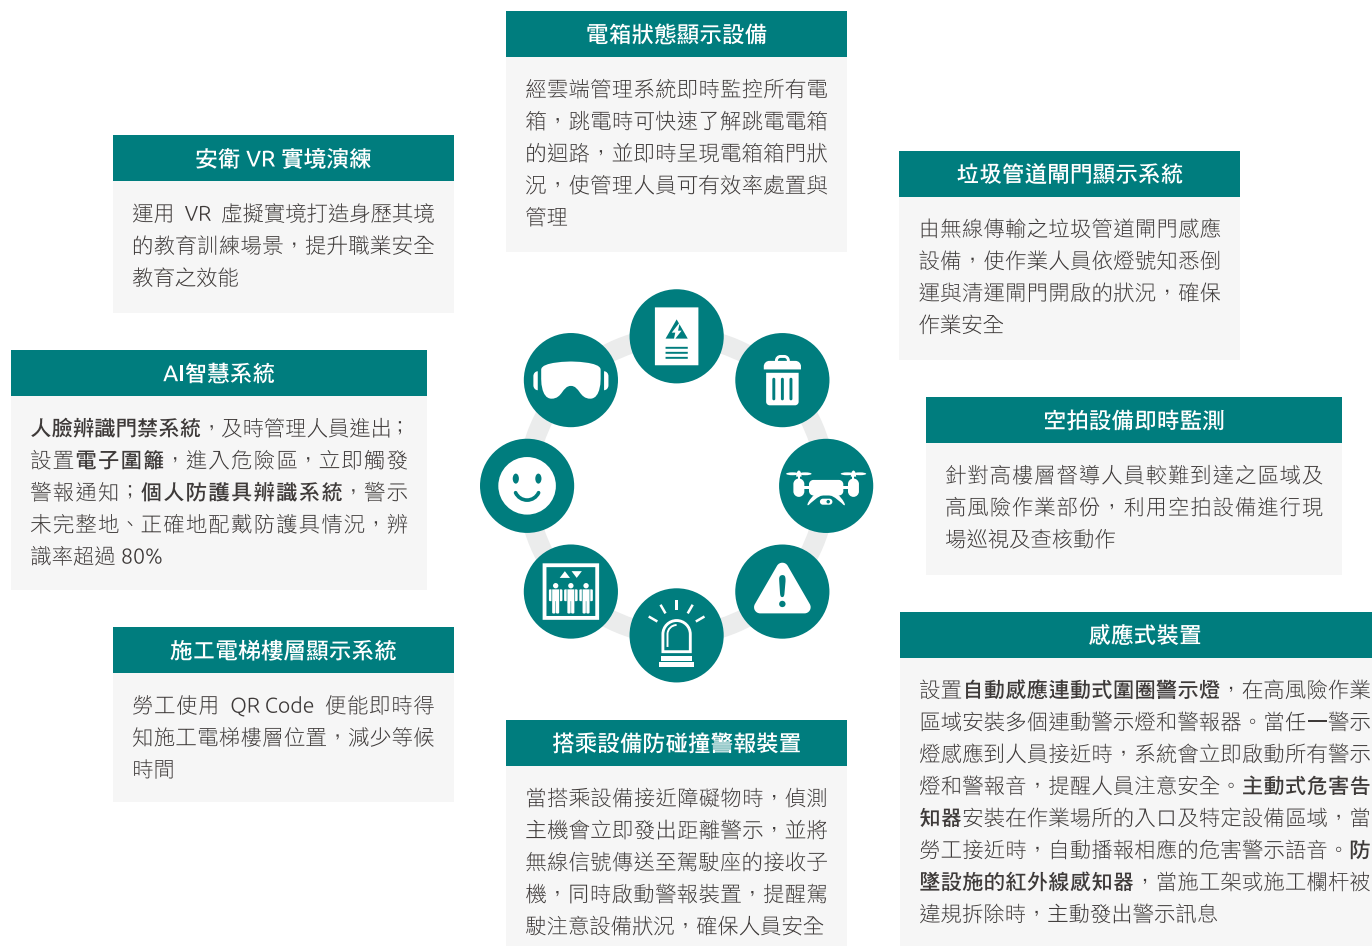 電箱狀態顯示設備
經雲端管理系統即時監控所有電
箱，跳電時可快速了解跳電電箱
的迴路，並即時呈現電箱箱門狀
況，使管理人員可有效率處置與
管理
安衛 VR 實境演練
運用 VR 虛擬實境打造身歷其境
的教育訓練場景，提升職業安全
教育之效能
垃圾管道閘門顯示系統
由無線傳輸之垃圾管道閘門感應
設備，使作業人員依燈號知悉倒
運與清運閘門開啟的狀況，確保
作業安全
AI智慧系統
人臉辨識門禁系統，及時管理人員進出；
設置電子圍籬，進入危險區，立即觸發
警報通知；個人防護具辨識系統，警示
未完整地、正確地配戴防護具情況，辨
識率超過 80%
空拍設備即時監測
針對高樓層督導人員較難到達之區域及
高風險作業部份，利用空拍設備進行現
場巡視及查核動作
施工電梯樓層顯示系統
勞工使用 QR Code 便能即時得
知施工電梯樓層位置，減少等候
時間
搭乘設備防碰撞警報裝置
當搭乘設備接近障礙物時，偵測
主機會立即發出距離警示，並將
無線信號傳送至駕駛座的接收子
機，同時啟動警報裝置，提醒駕
駛注意設備狀況，確保人員安全
感應式裝置
設置自動感應連動式圍圈警示燈，在高風險作業
區域安裝多個連動警示燈和警報器。當任一警示
燈感應到人員接近時，系統會立即啟動所有警示
燈和警報音，提醒人員注意安全。主動式危害告
知器安裝在作業場所的入口及特定設備區域，當
勞工接近時，自動播報相應的危害警示語音。防
墜設施的紅外線感知器，當施工架或施工欄杆被
違規拆除時，主動發出警示訊息